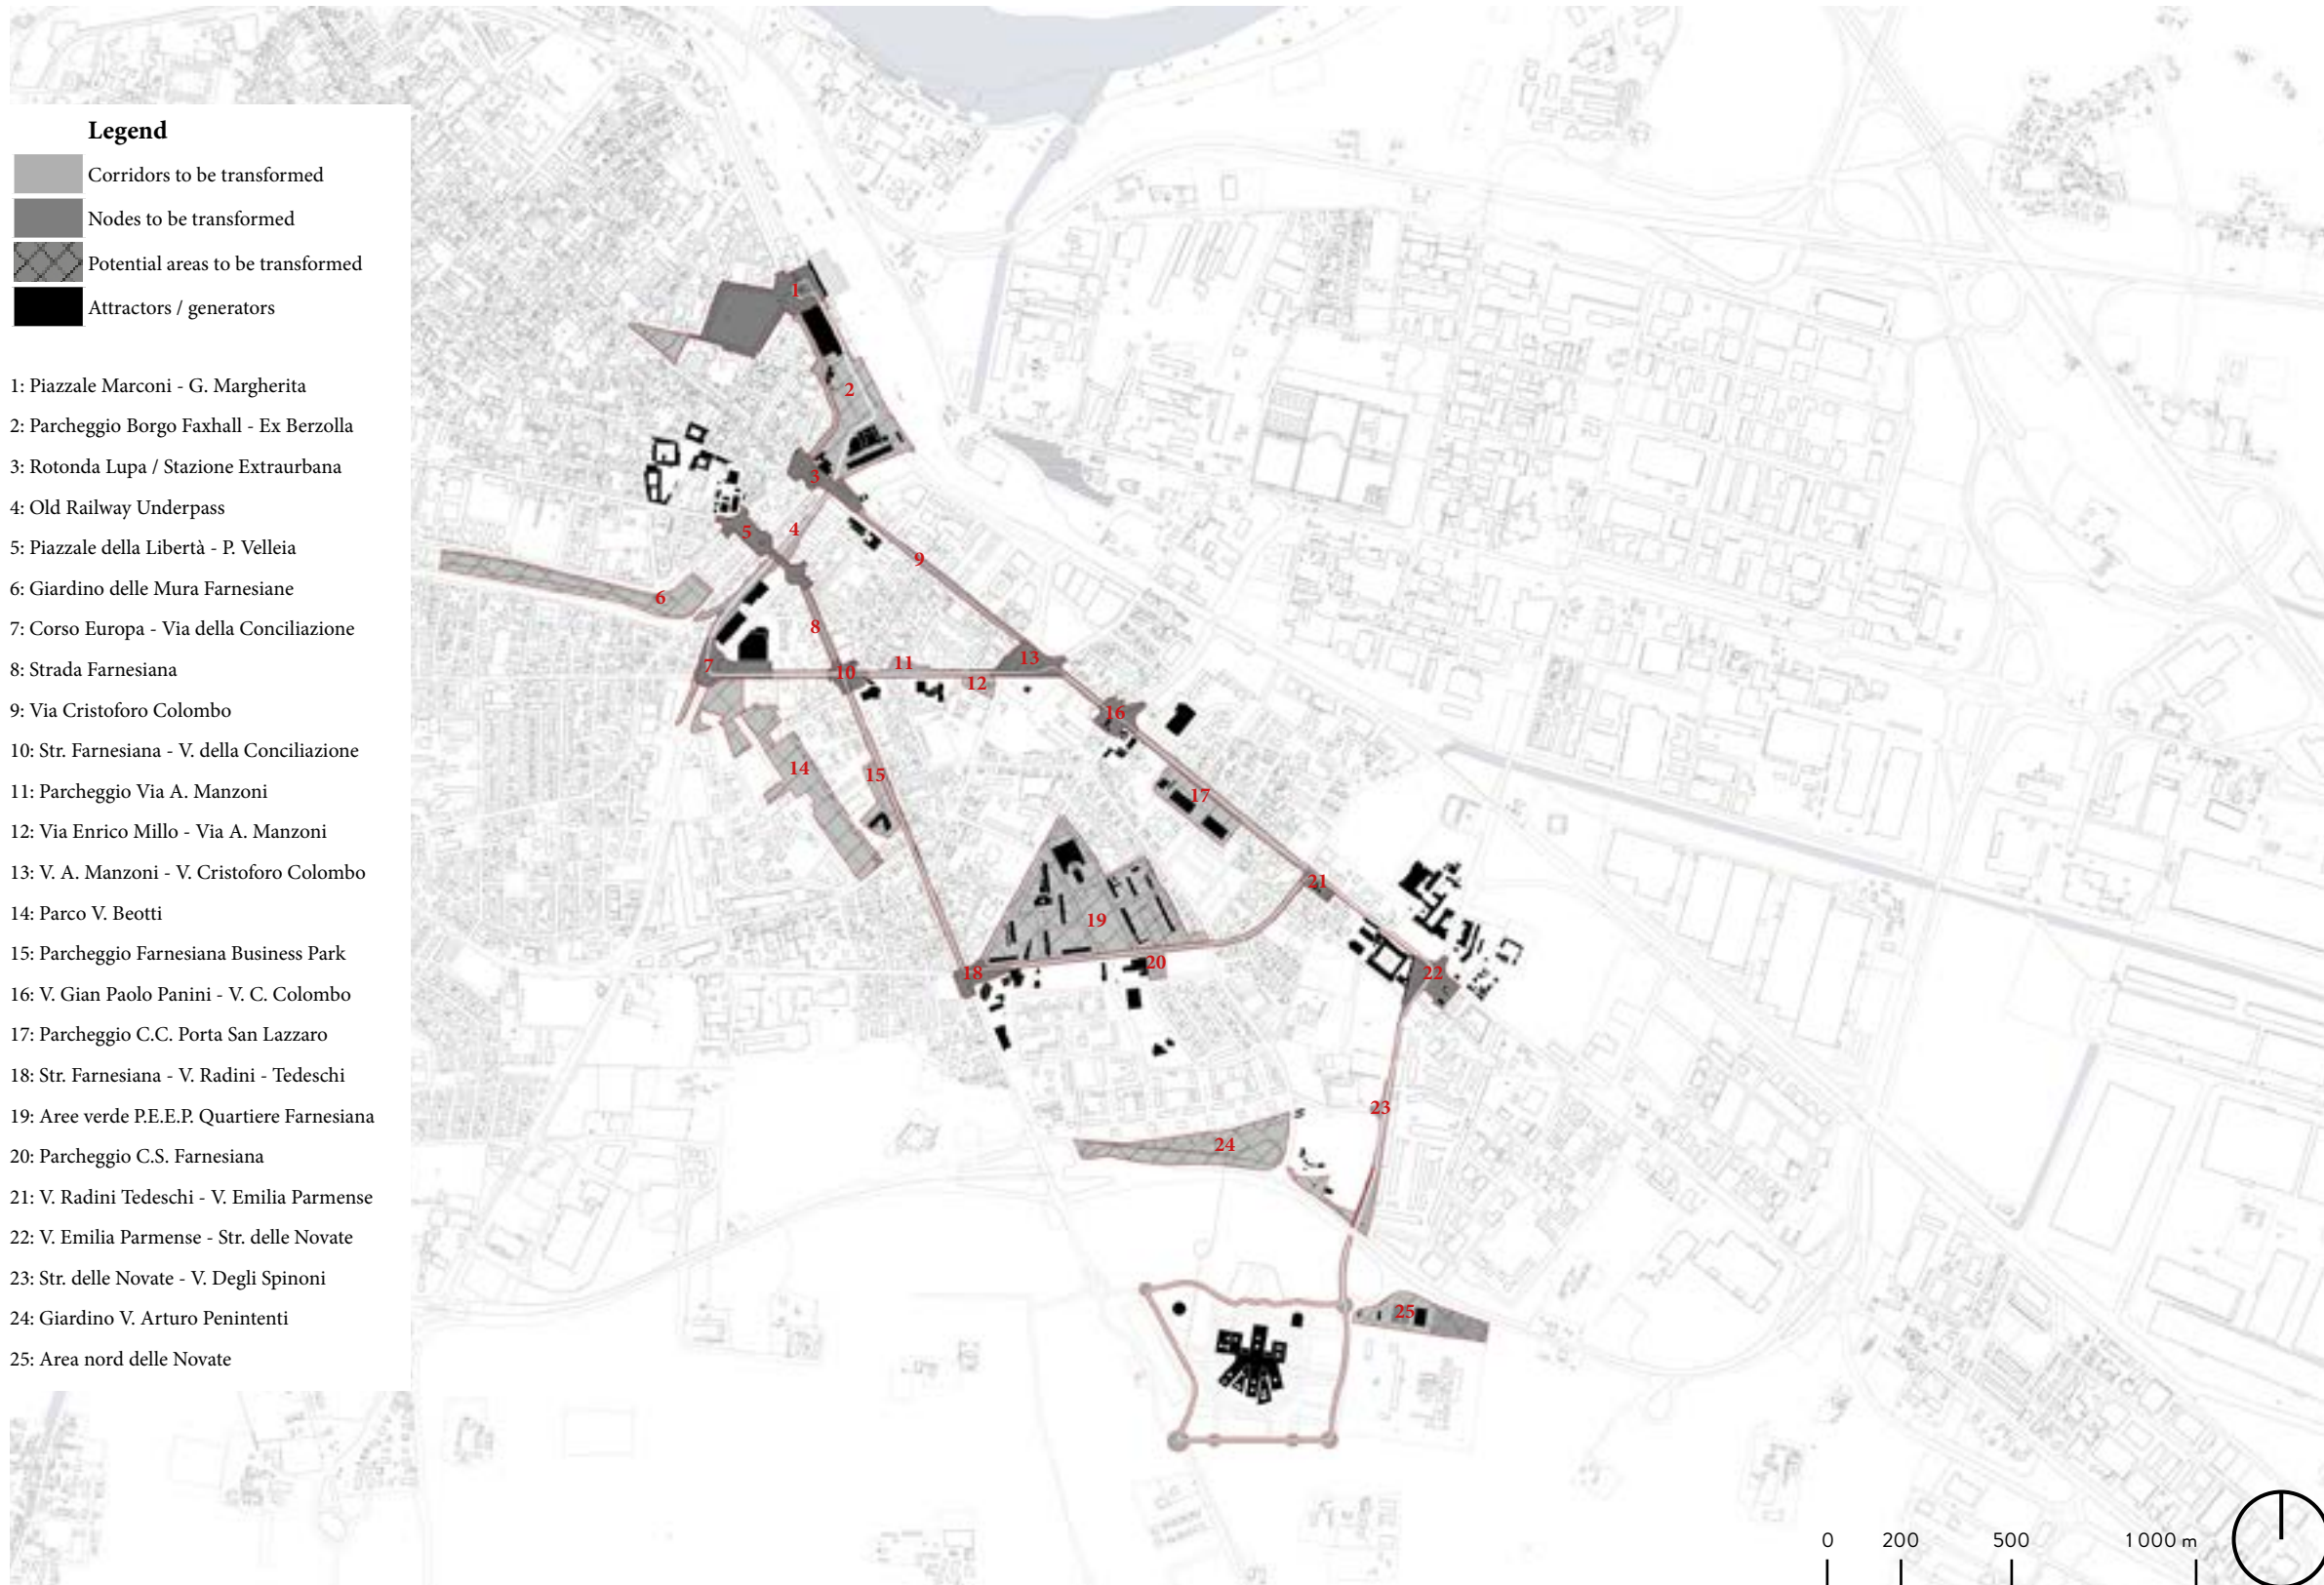 Legend
Corridors to be transformed
Nodes to be transformed
Potential areas to be transformed
Attractors / generators
1: Piazzale Marconi - G. Margherita
2: Parcheggio Borgo Faxhall - Ex Berzolla
3: Rotonda Lupa / Stazione Extraurbana
4: Old Railway Underpass
5: Piazzale della Libertà - P. Velleia
6: Giardino delle Mura Farnesiane
7: Corso Europa - Via della Conciliazione
8: Strada Farnesiana
9: Via Cristoforo Colombo
10: Str. Farnesiana - V. della Conciliazione
11: Parcheggio Via A. Manzoni
12: Via Enrico Millo - Via A. Manzoni
13: V. A. Manzoni - V. Cristoforo Colombo
14: Parco V. Beotti
15: Parcheggio Farnesiana Business Park
16: V. Gian Paolo Panini - V. C. Colombo
17: Parcheggio C.C. Porta San Lazzaro
18: Str. Farnesiana - V. Radini - Tedeschi
19: Aree verde P.E.E.P. Quartiere Farnesiana
20: Parcheggio C.S. Farnesiana
21: V. Radini Tedeschi - V. Emilia Parmense
22: V. Emilia Parmense - Str. delle Novate
23: Str. delle Novate - V. Degli Spinoni
24: Giardino V. Arturo Penintenti
25: Area nord delle Novate
1
2
3
4
5
6
7
8
9
10
11
12
13
14
15
16
17
18
19
20
21
22
23
24
25
0 200 500 1000 m